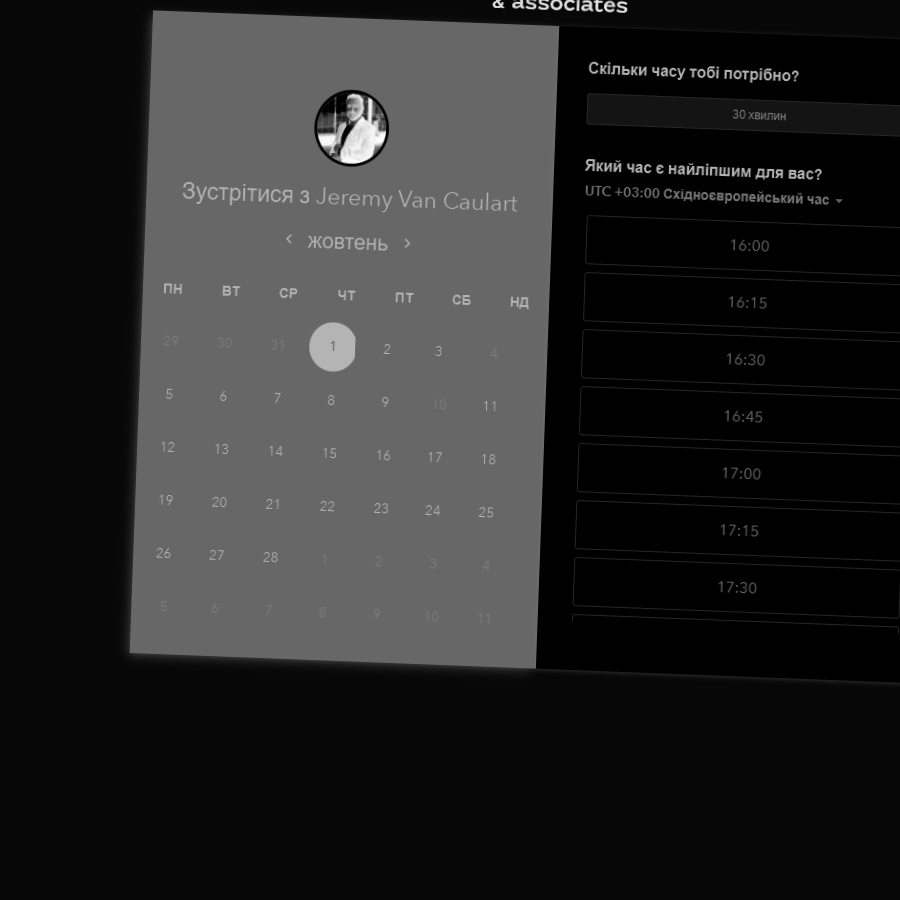 & associates
Зустрітися з Jeremy Van Caulart
жовтень
ПН ВТ СР ЧТ ПТ СБ НД
29 30 31 1 2 3 4
5 6 7 8 9 10 11
12 13 14 15 16 17 18
19 20 21 22 23 24 25
26 27 28 1 2 3 4
5 6 7 8 9 10 11
Скільки часу тобі потрібно?
30 хвилин
Який час є найліпшим для вас?
UTC +03:00 Східноєвропейський час
16:00
16:15
16:30
16:45
17:00
17:15
17:30